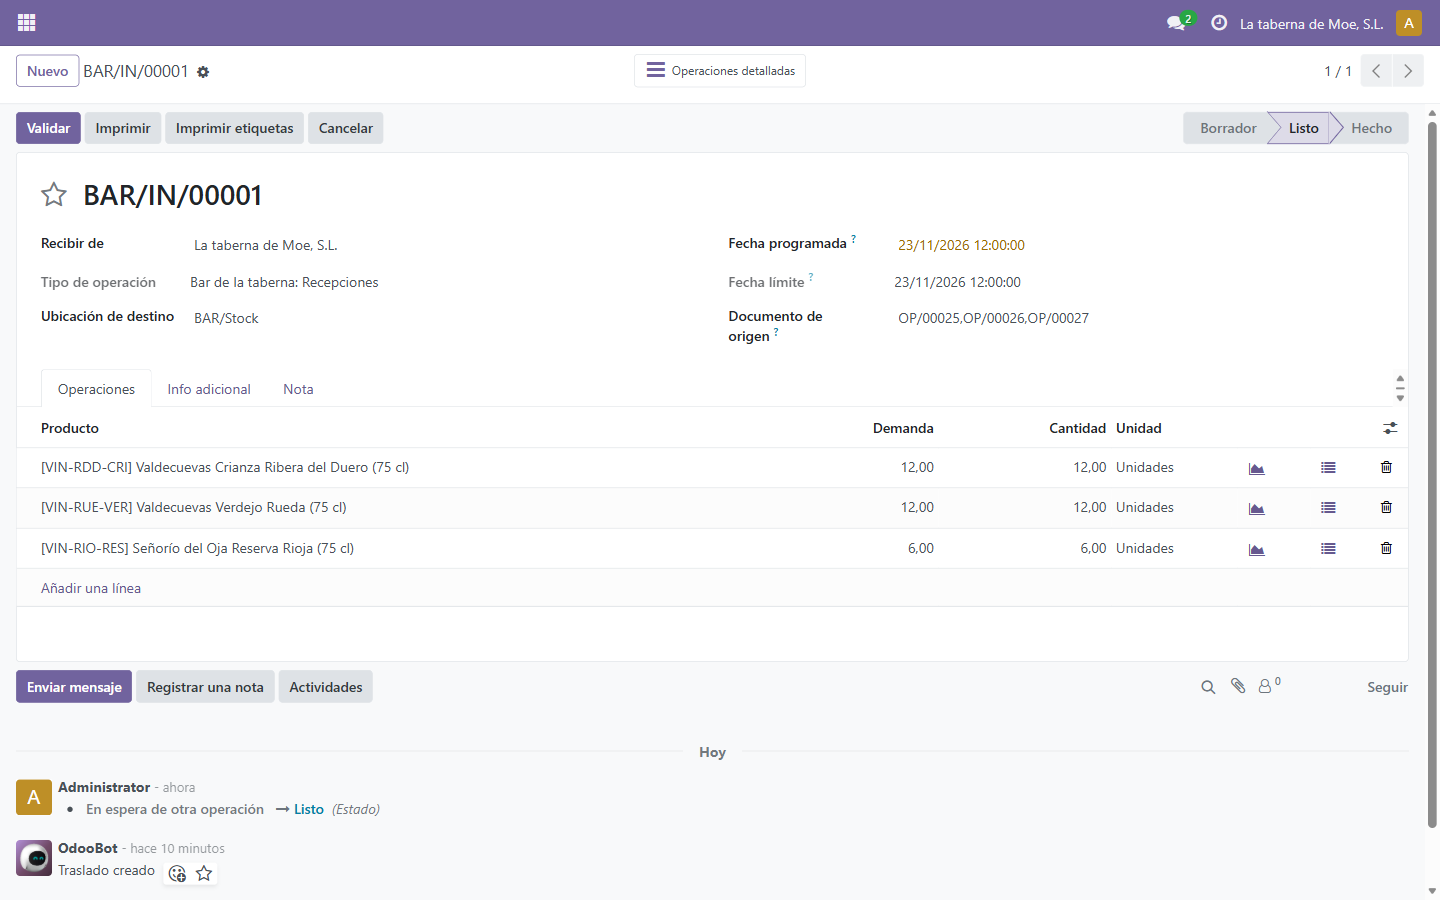 2
La taberna de Moe, S.L.
A
Nuevo
BAR/IN/00001
Operaciones detalladas
1 / 1
Validar
Imprimir
Imprimir etiquetas
Cancelar
Borrador
Listo
Hecho
BAR/IN/00001
Recibir de
La taberna de Moe, S.L.
Fecha programada ?
23/11/2026 12:00:00
Tipo de operación
Bar de la taberna: Recepciones
Fecha límite ?
23/11/2026 12:00:00
Ubicación de destino
BAR/Stock
Documento de
origen ?
OP/00025,OP/00026,OP/00027
Operaciones
Info adicional
Nota
Producto
Demanda
Cantidad
Unidad
[VIN-RDD-CRI] Valdecuevas Crianza Ribera del Duero (75 cl)
12,00
12,00
Unidades
[VIN-RUE-VER] Valdecuevas Verdejo Rueda (75 cl)
12,00
12,00
Unidades
[VIN-RIO-RES] Señorío del Oja Reserva Rioja (75 cl)
6,00
6,00
Unidades
Añadir una línea
Enviar mensaje
Registrar una nota
Actividades
0
Seguir
Hoy
A
Administrator - ahora
En espera de otra operación → Listo (Estado)
OdooBot - hace 10 minutos
Traslado creado